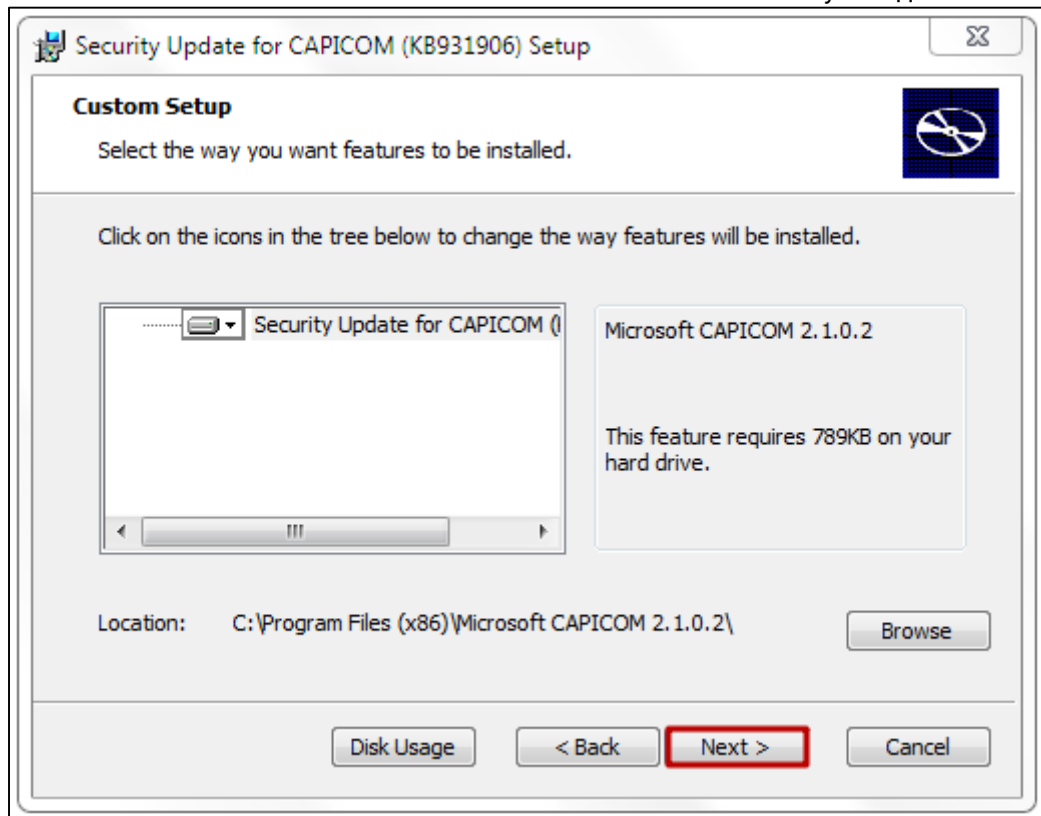 Security Update for CAPICOM (KB931906) Setup
Custom Setup
Select the way you want features to be installed.
Click on the icons in the tree below to change the way features will be installed.
Security Update for CAPICOM (
Microsoft CAPICOM 2.1.0.2
This feature requires 789KB on your
hard drive.
Location: C:\Program Files (x86)\Microsoft CAPICOM 2.1.0.2\
Browse
Disk Usage
< Back
Next >
Cancel